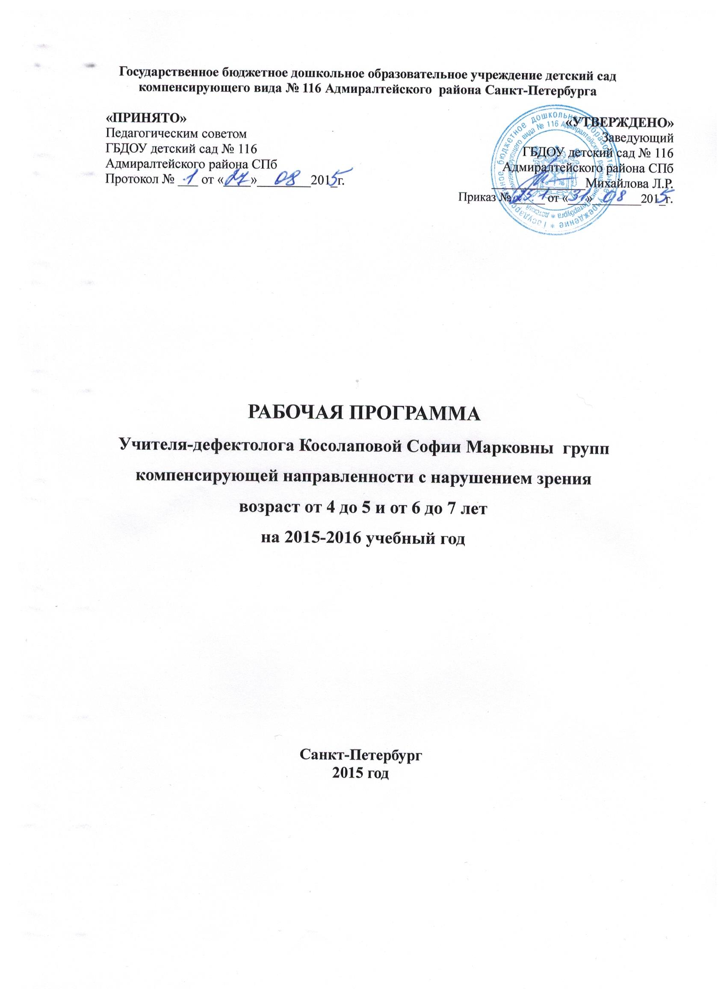 Государственное бюджетное дошкольное образовательное учреждение детский сад
компенсирующего вида № 116 Адмиралтейского района Санкт-Петербурга
«ПРИНЯТО»
Педагогическим советом
ГБДОУ детский сад № 116
Адмиралтейского района СПб
Протокол № 1 от «27» 08 2015г.
«УТВЕРЖДЕНО»
Заведующий
ГБДОУ детский сад № 116
Адмиралтейского района СПб
Михайлова Л.Р.
Приказ № 25.1 от «31» 08 2015г.
РАБОЧАЯ ПРОГРАММА
Учителя-дефектолога Косолаповой Софии Марковны групп
компенсирующей направленности с нарушением зрения
возраст от 4 до 5 и от 6 до 7 лет
на 2015-2016 учебный год
Санкт-Петербург
2015 год